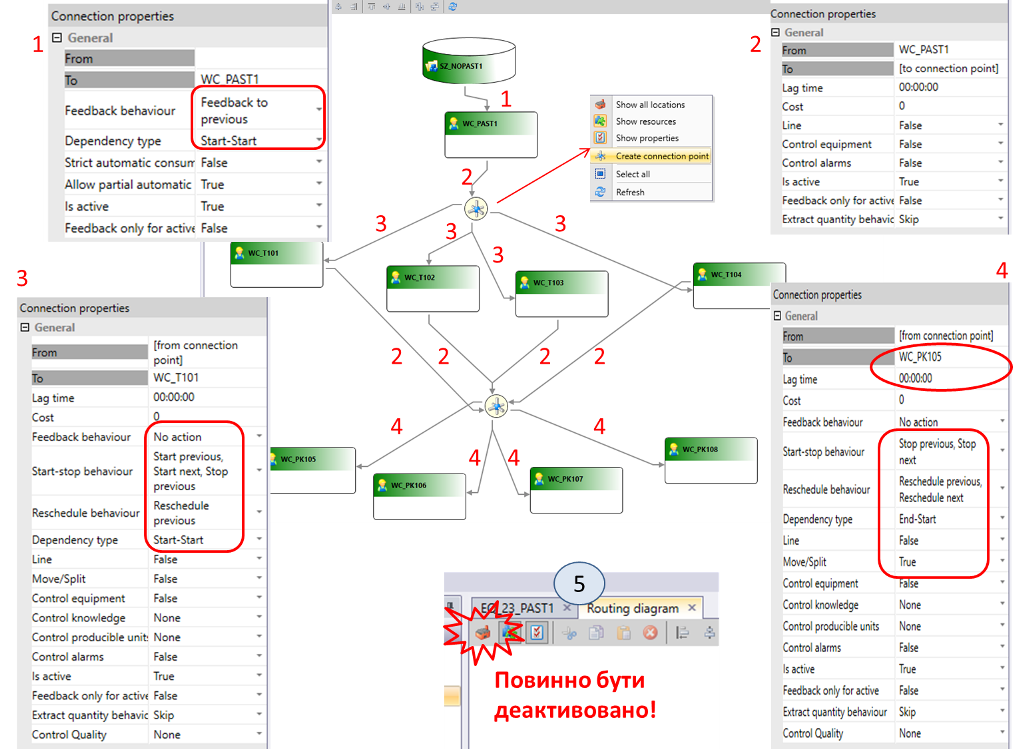 1
Connection properties
General
From
To WC_PAST1
Feedback behaviour Feedback to
previous
Dependency type Start-Start
Strict automatic consum False
Allow partial automatic True
Is active True
Feedback only for active False
SZ_NOPAST1
1
WC_PAST1
2
Show all locations
Show resources
Show properties
Create connection point
Select all
Refresh
2
Connection properties
General
From WC_PAST1
To [to connection point]
Lag time 00:00:00
Cost 0
Line False
Control equipment False
Control alarms False
Is active True
Feedback only for active False
Extract quantity behavic Skip
3
3
3
3
WC_T101
WC_T102
WC_T103
WC_T104
2
2
2
2
3
Connection properties
General
From [from connection
point]
To WC_T101
Lag time 00:00:00
Cost 0
Feedback behaviour No action
Start-stop behaviour Start previous,
Start next, Stop
previous
Reschedule behaviour Reschedule
previous
Dependency type Start-Start
Line False
Move/Split False
Control equipment False
Control knowledge None
Control producible units None
Control alarms False
Is active True
Feedback only for active False
Extract quantity behavic Skip
Control Quality None
4
4
4
4
WC_PK105
WC_PK106
WC_PK107
WC_PK108
4
Connection properties
General
From [from connection point]
To WC_PK105
Lag time 00:00:00
Cost 0
Feedback behaviour No action
Start-stop behaviour Stop previous, Stop
next
Reschedule behaviour Reschedule previous,
Reschedule next
Dependency type End-Start
Line False
Move/Split True
Control equipment False
Control knowledge None
Control producible units None
Control alarms False
Is active True
Feedback only for active False
Extract quantity behaviour Skip
Control Quality None
5
EQ_23_PAST1 Routing diagram
Повинно бути
деактивовано!